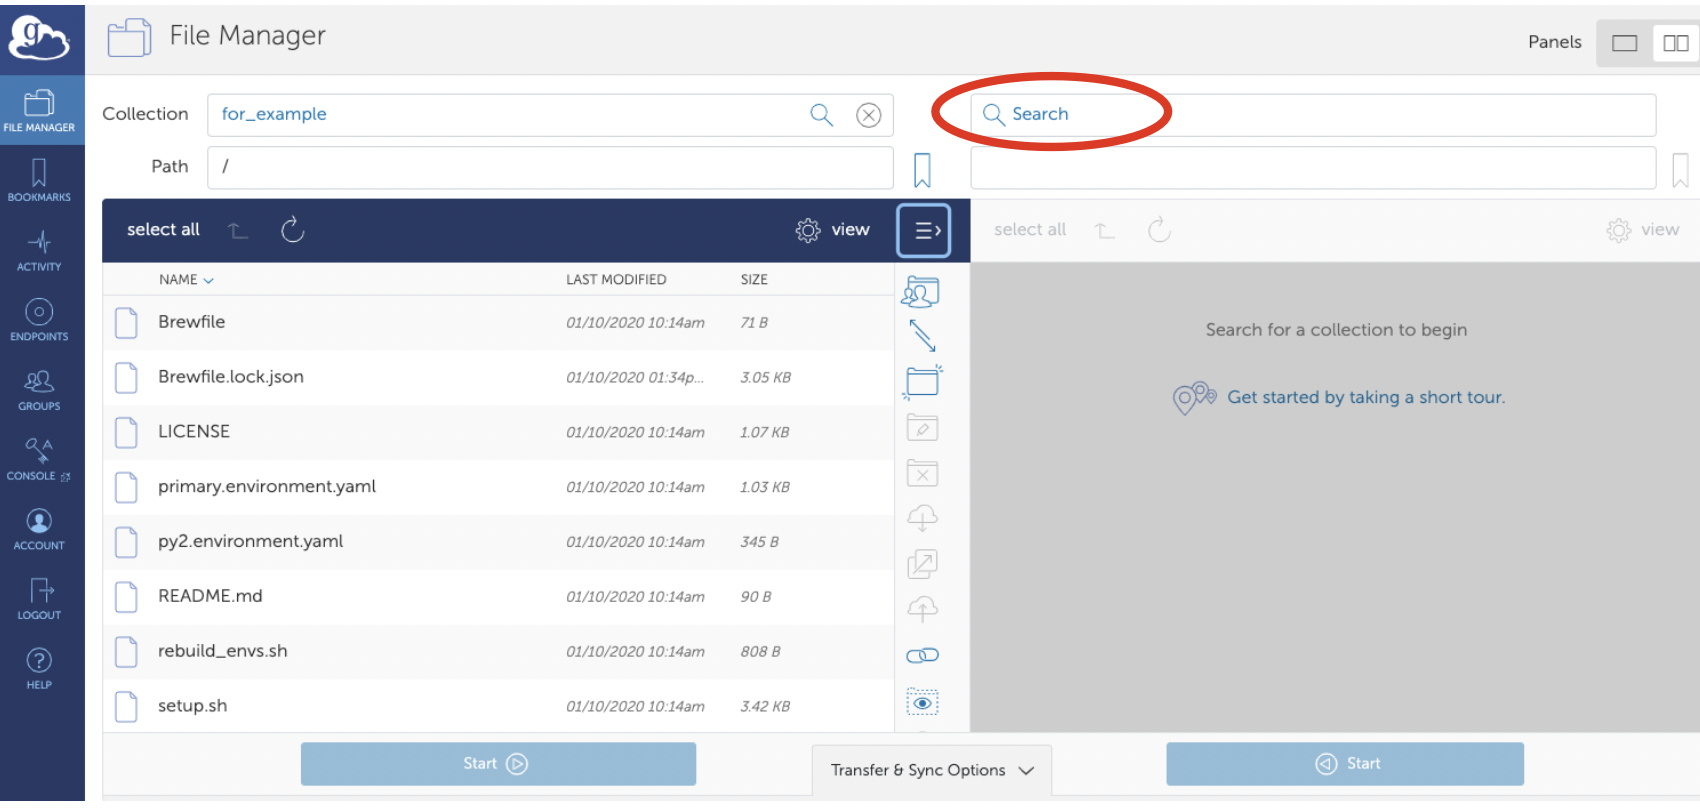 g
File Manager
Panels
FILE MANAGER
BOOKMARKS
ACTIVITY
ENDPOINTS
GROUPS
CONSOLE
ACCOUNT
LOGOUT
HELP
Collection for_example
Path /
Search
select all view
NAME LAST MODIFIED SIZE
Brewfile 01/10/2020 10:14am 71 B
Brewfile.lock.json 01/10/2020 01:34p... 3.05 KB
LICENSE 01/10/2020 10:14am 1.07 KB
primary.environment.yaml 01/10/2020 10:14am 1.03 KB
py2.environment.yaml 01/10/2020 10:14am 345 B
README.md 01/10/2020 10:14am 90 B
rebuild_envs.sh 01/10/2020 10:14am 808 B
setup.sh 01/10/2020 10:14am 3.42 KB
select all view
Search for a collection to begin
Get started by taking a short tour.
Start
Transfer & Sync Options
Start